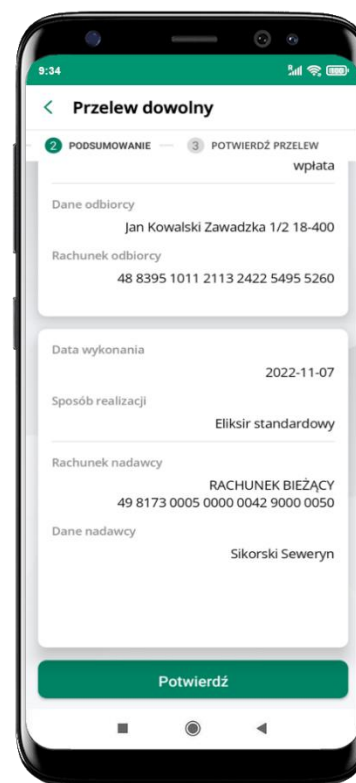 9:34
Przelew dowolny
2 PODSUMOWANIE 3 POTWIERDŹ PRZELEW
wpłata
Dane odbiorcy
Jan Kowalski Zawadzka 1/2 18-400
Rachunek odbiorcy
48 8395 1011 2113 2422 5495 5260
Data wykonania
2022-11-07
Sposób realizacji
Eliksir standardowy
Rachunek nadawcy
RACHUNEK BIEŻĄCY
49 8173 0005 0000 0042 9000 0050
Dane nadawcy
Sikorski Seweryn
Potwierdź